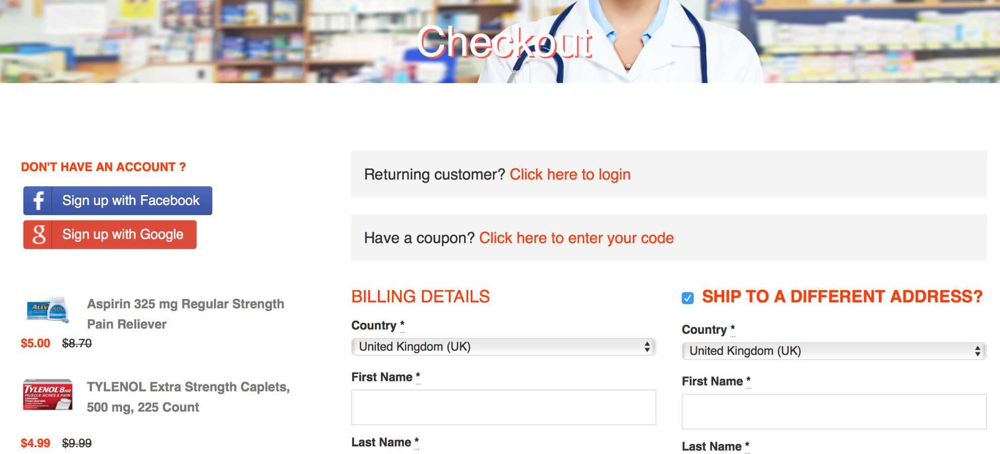 Checkout
DON'T HAVE AN ACCOUNT ?
f Sign up with Facebook
g Sign up with Google
ALEVE
ALEVE
Aspirin 325 mg Regular Strength
Pain Reliever
$5.00 $8.70
TYLENOL 8HR
MUSCLE ACHES & PAIN
TYLENOL Extra Strength Caplets,
500 mg, 225 Count
$4.99 $9.99
Returning customer? Click here to login
Have a coupon? Click here to enter your code
BILLING DETAILS
Country *
United Kingdom (UK)
First Name *
Last Name *
SHIP TO A DIFFERENT ADDRESS?
Country *
United Kingdom (UK)
First Name *
Last Name *